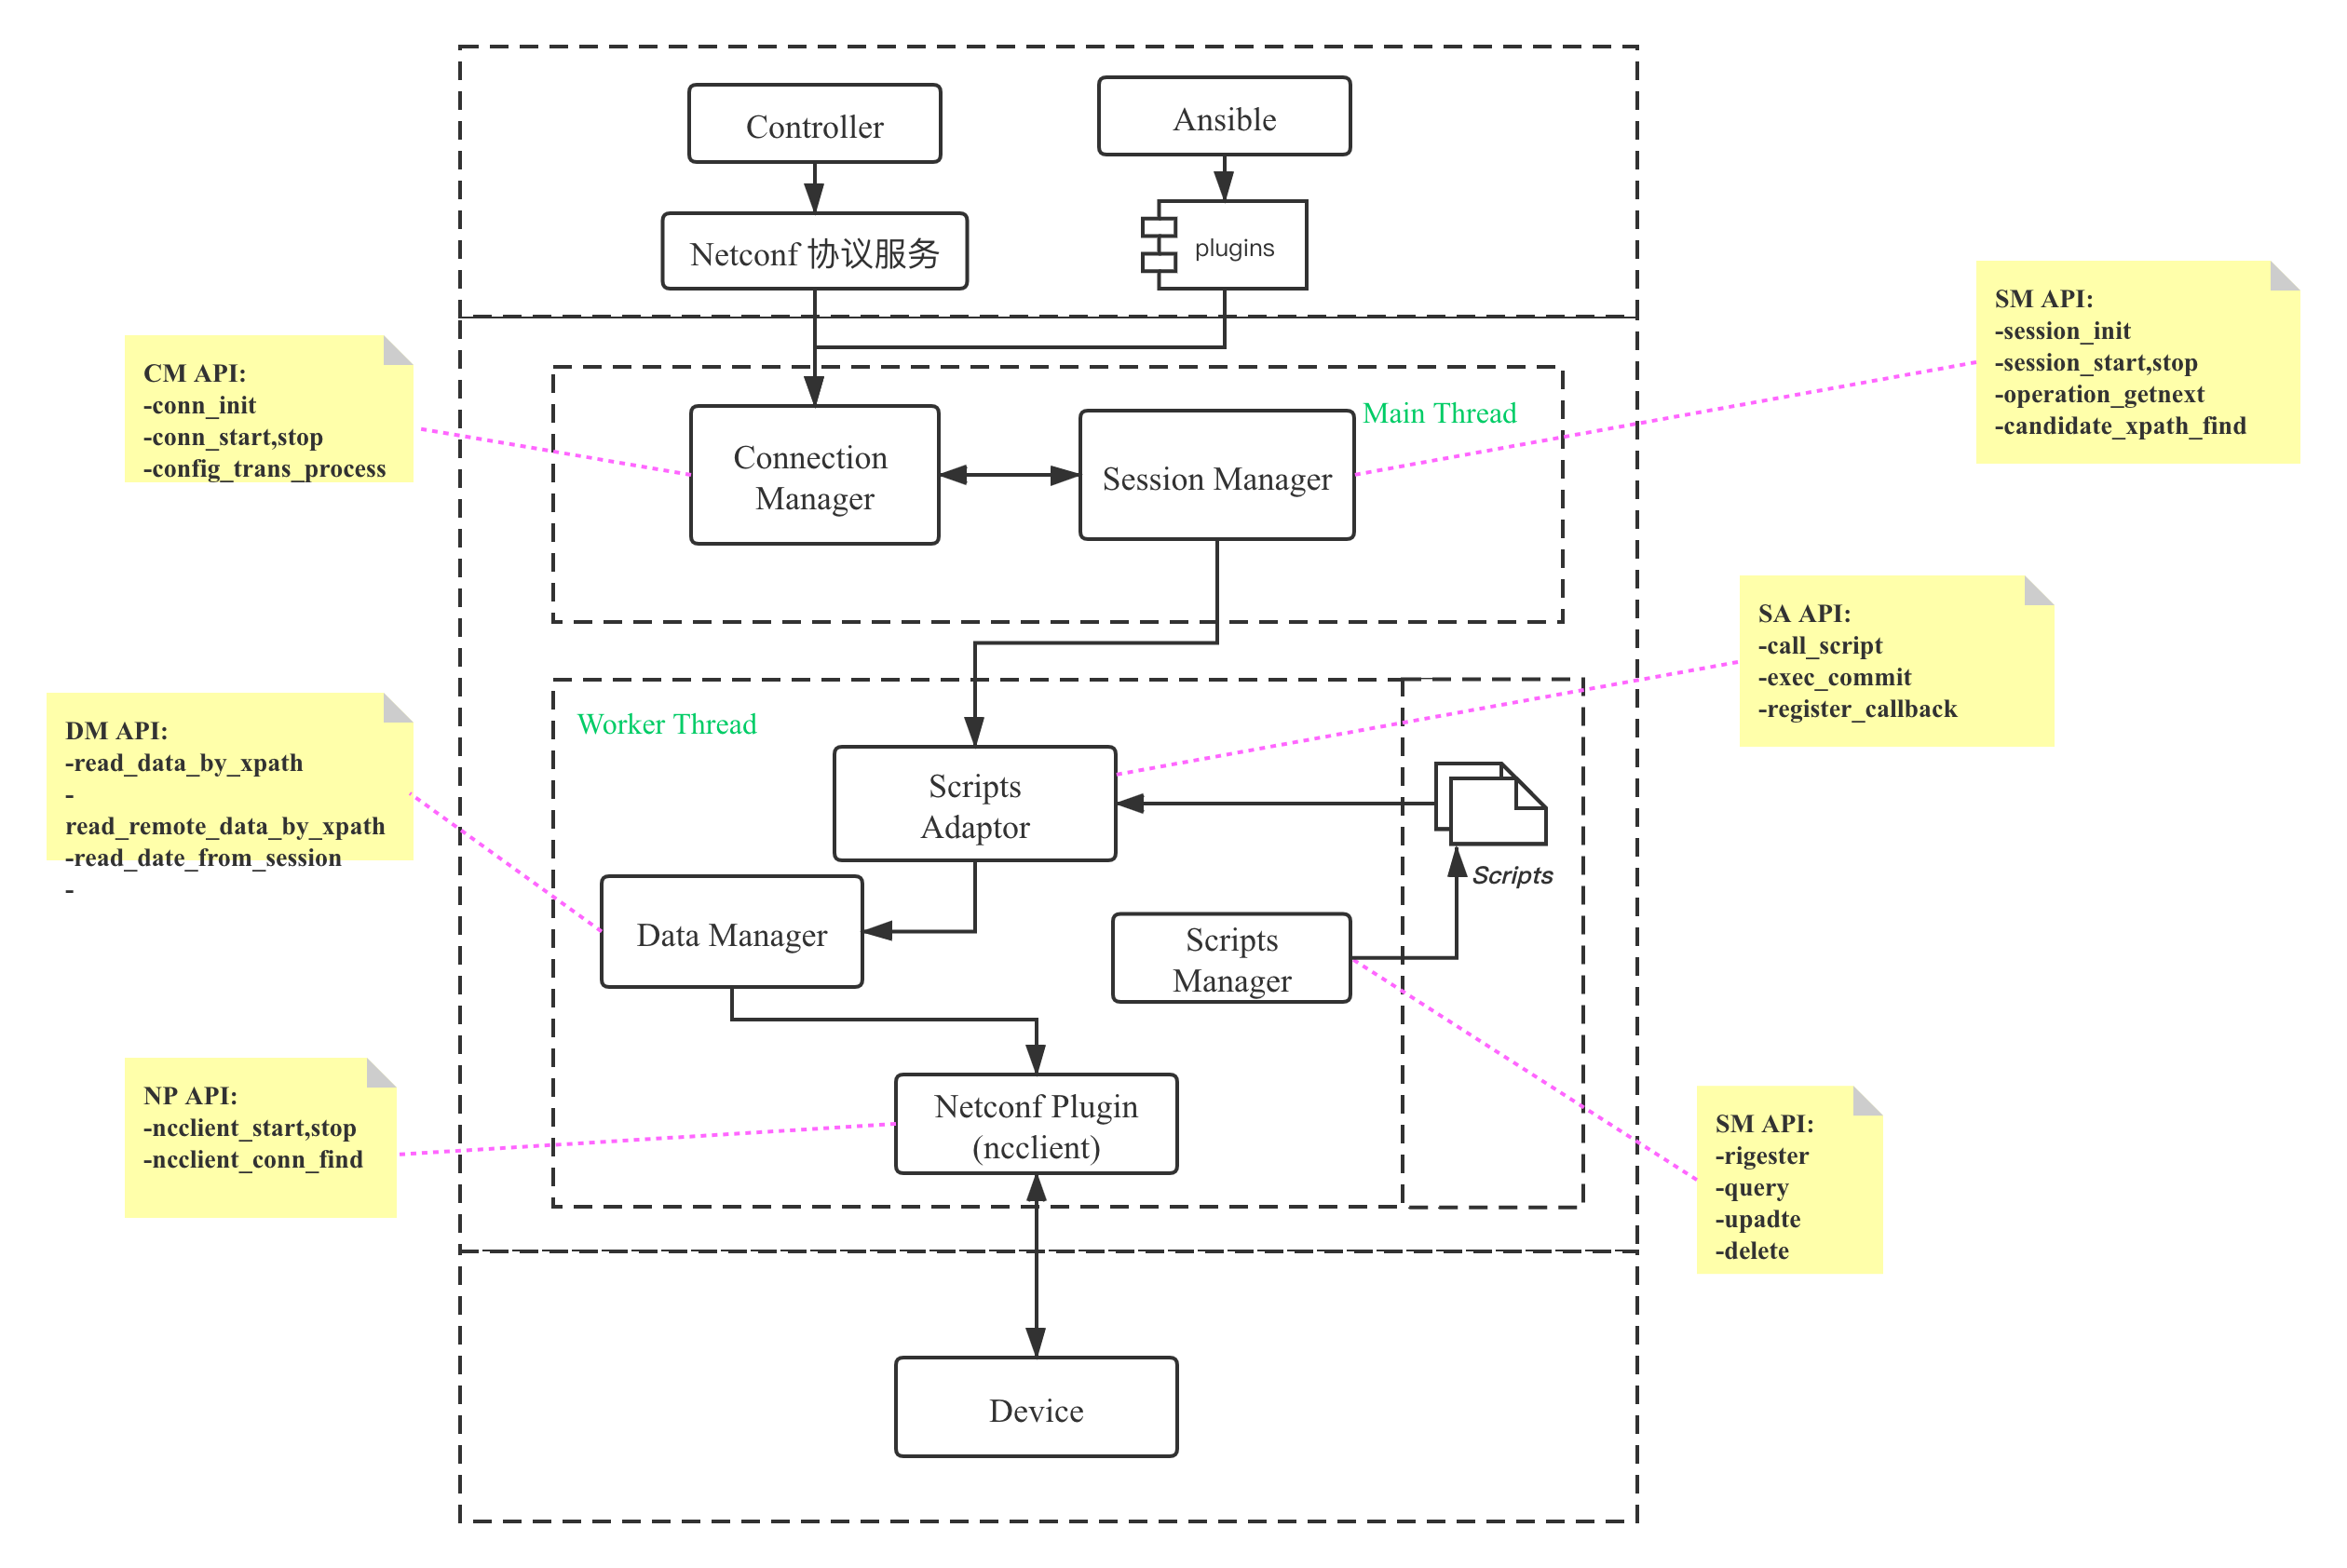 Controller
Ansible
Netconf 协议服务
plugins
SM API:
-session_init
-session_start,stop
-operation_getnext
-candidate_xpath_find
CM API:
-conn_init
-conn_start,stop
-config_trans_process
Main Thread
Connection
Manager
Session Manager
SA API:
-call_script
-exec_commit
-register_callback
DM API:
-read_data_by_xpath
-
read_remote_data_by_xpath
-read_date_from_session
-
Worker Thread
Scripts
Adaptor
Scripts
Data Manager
Scripts
Manager
NP API:
-ncclient_start,stop
-ncclient_conn_find
Netconf Plugin
(ncclient)
SM API:
-rigester
-query
-upadte
-delete
Device